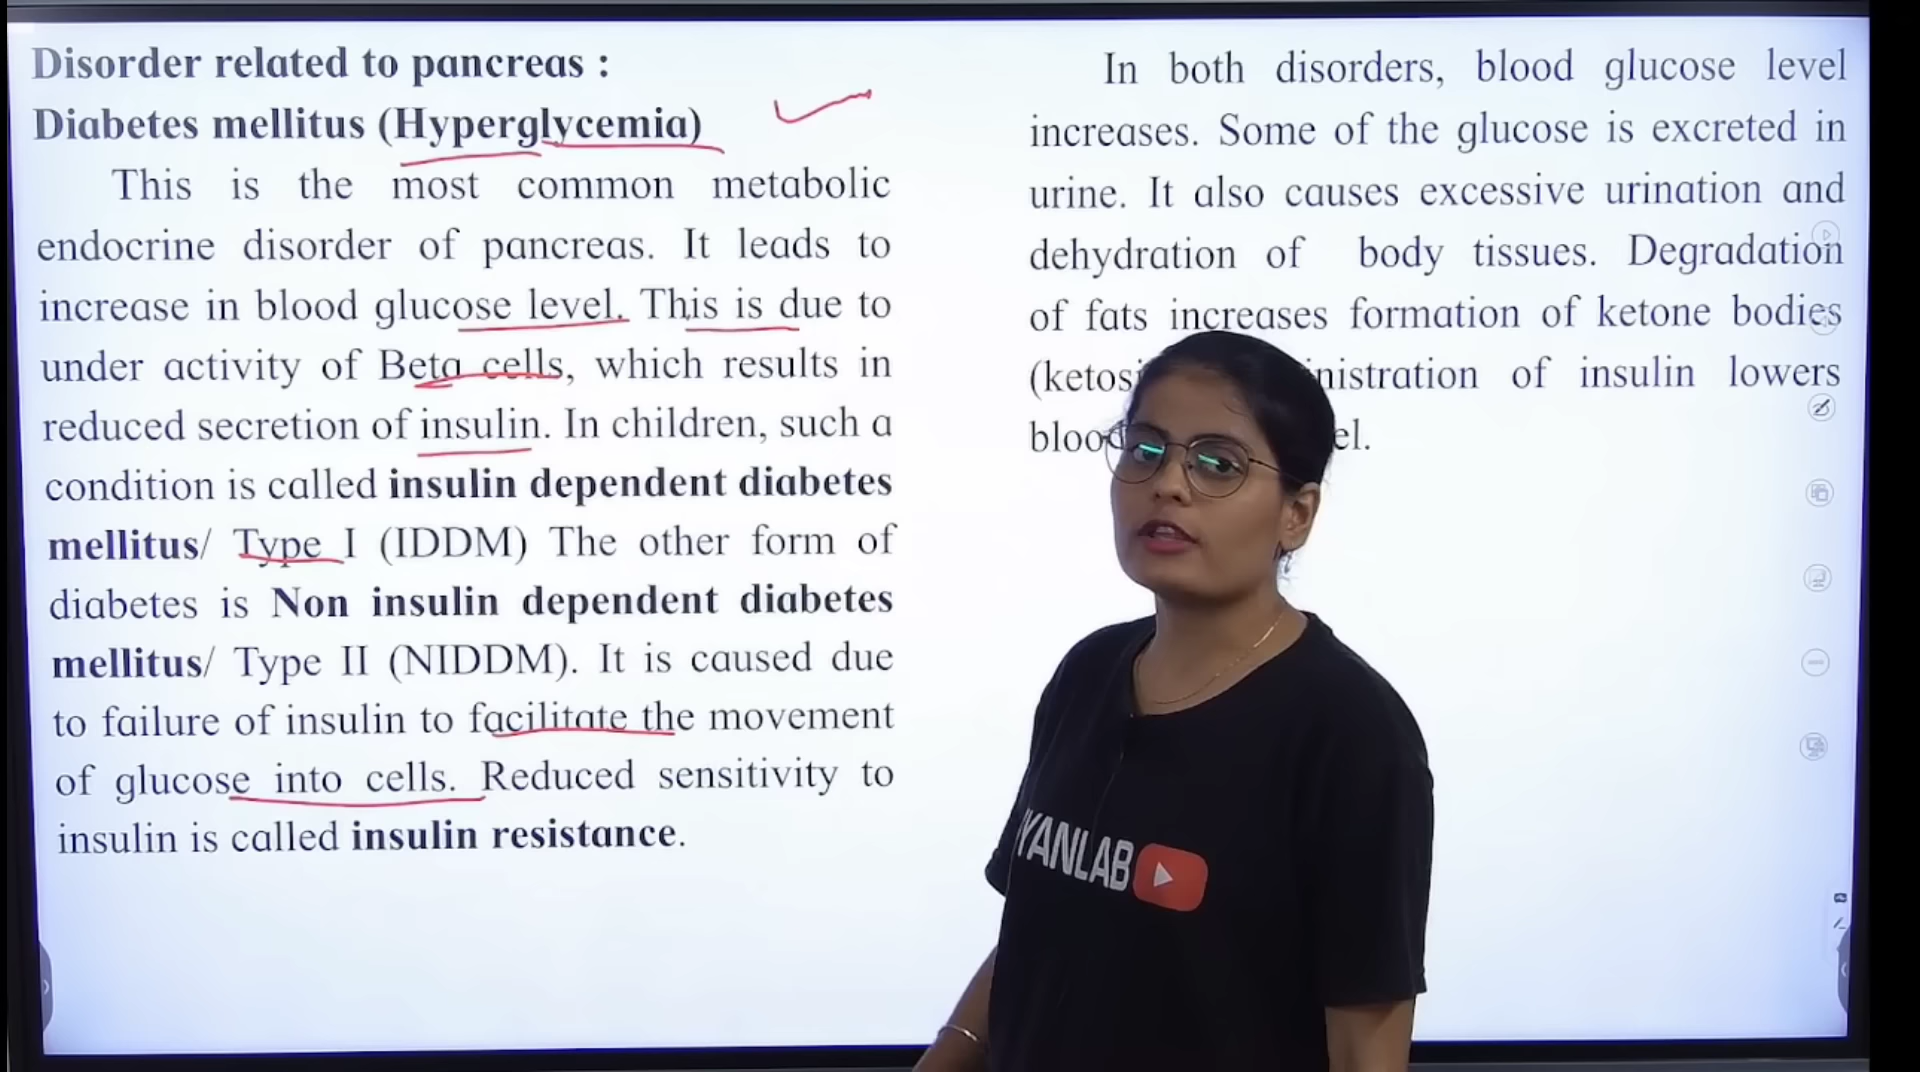 Disorder related to pancreas :
Diabetes mellitus (Hyperglycemia)
This is the most common metabolic
endocrine disorder of pancreas. It leads to
increase in blood glucose level. This is due to
under activity of Beta cells, which results in
reduced secretion of insulin. In children, such a
condition is called insulin dependent diabetes
mellitus/ Type I (IDDM) The other form of
diabetes is Non insulin dependent diabetes
mellitus/ Type II (NIDDM). It is caused due
to failure of insulin to facilitate the movement
of glucose into cells. Reduced sensitivity to
insulin is called insulin resistance.
In both disorders, blood glucose level
increases. Some of the glucose is excreted in
urine. It also causes excessive urination and
dehydration of body tissues. Degradation
of fats increases formation of ketone bodies
of insulin lowers
YANLAB